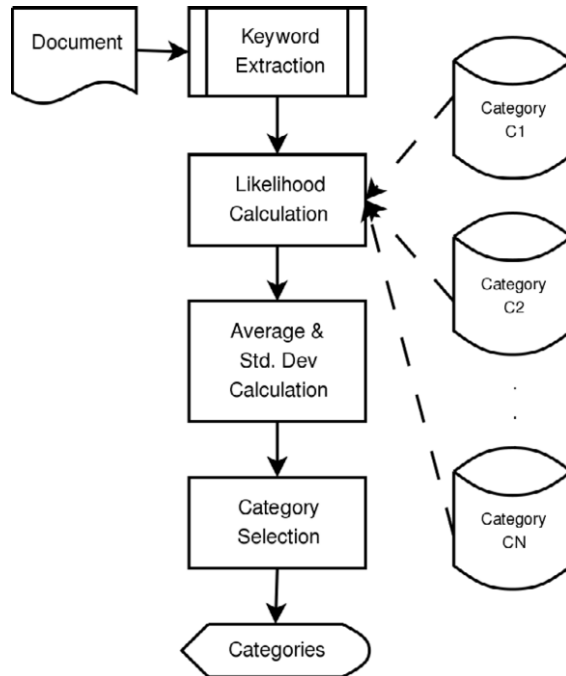 Document
Keyword
Extraction
Category
C1
Likelihood
Calculation
Category
C2
Average &
Std. Dev
Calculation
.
.
Category
Selection
Category
CN
Categories